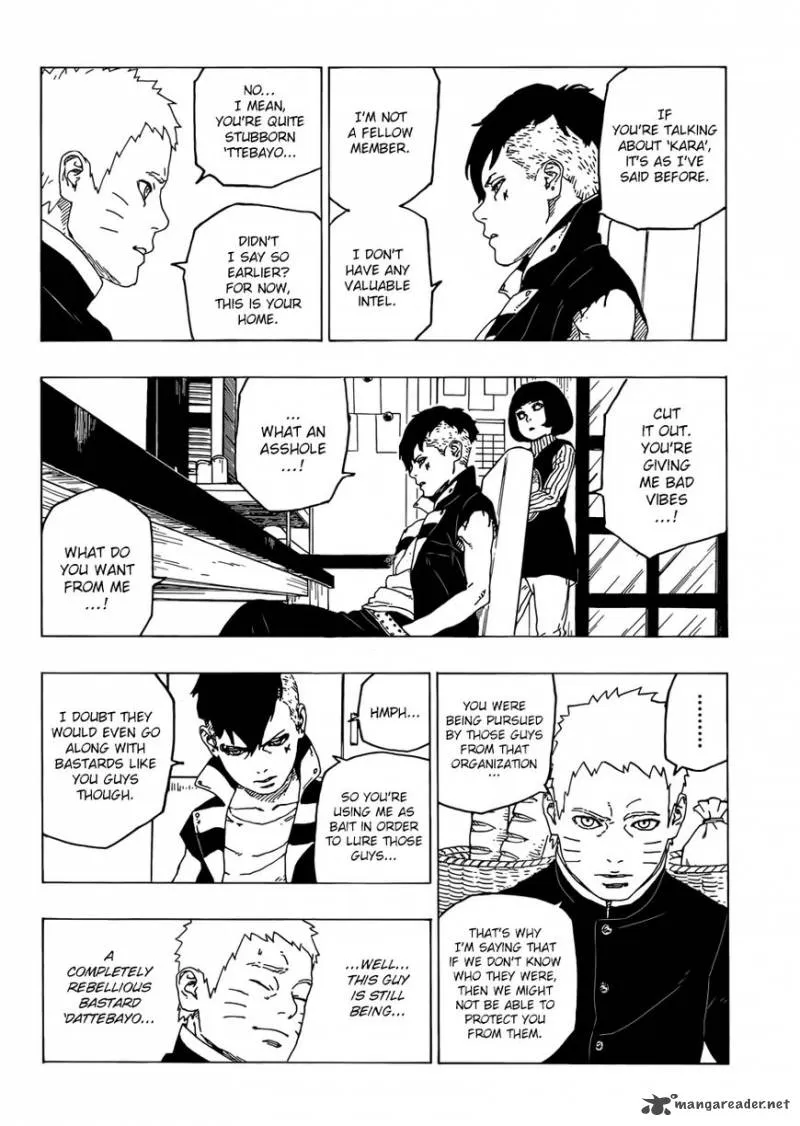 IF
YOU'RE TALKING
ABOUT 'KARA',
IT'S AS I'VE
SAID BEFORE.
I'M NOT
A FELLOW
MEMBER.
I DON'T
HAVE ANY
VALUABLE
INTEL.
NO...
I MEAN,
YOU'RE QUITE
STUBBORN
'TTEBAYO...
DIDN'T
I SAY SO
EARLIER?
FOR NOW,
THIS IS YOUR
HOME.
CUT
IT OUT.
YOU'RE
GIVING
ME BAD
VIBES
...!
...
WHAT AN
ASSHOLE
...!
WHAT DO
YOU WANT
FROM ME
...!
.........
YOU WERE
BEING PURSUED
BY THOSE GUYS
FROM THAT
ORGANIZATION
...
THAT'S WHY
I'M SAYING THAT
IF WE DON'T KNOW
WHO THEY WERE,
THEN WE MIGHT
NOT BE ABLE TO
PROTECT YOU
FROM THEM.
HMPH...
SO YOU'RE
USING ME AS
BAIT IN ORDER
TO LURE THOSE
GUYS...
I DOUBT THEY
WOULD EVEN GO
ALONG WITH
BASTARDS LIKE
YOU GUYS
THOUGH.
...WELL...
THIS GUY
IS STILL
BEING...
A
COMPLETELY
REBELLIOUS
BASTARD
'DATTEBAYO...
mangareader.net